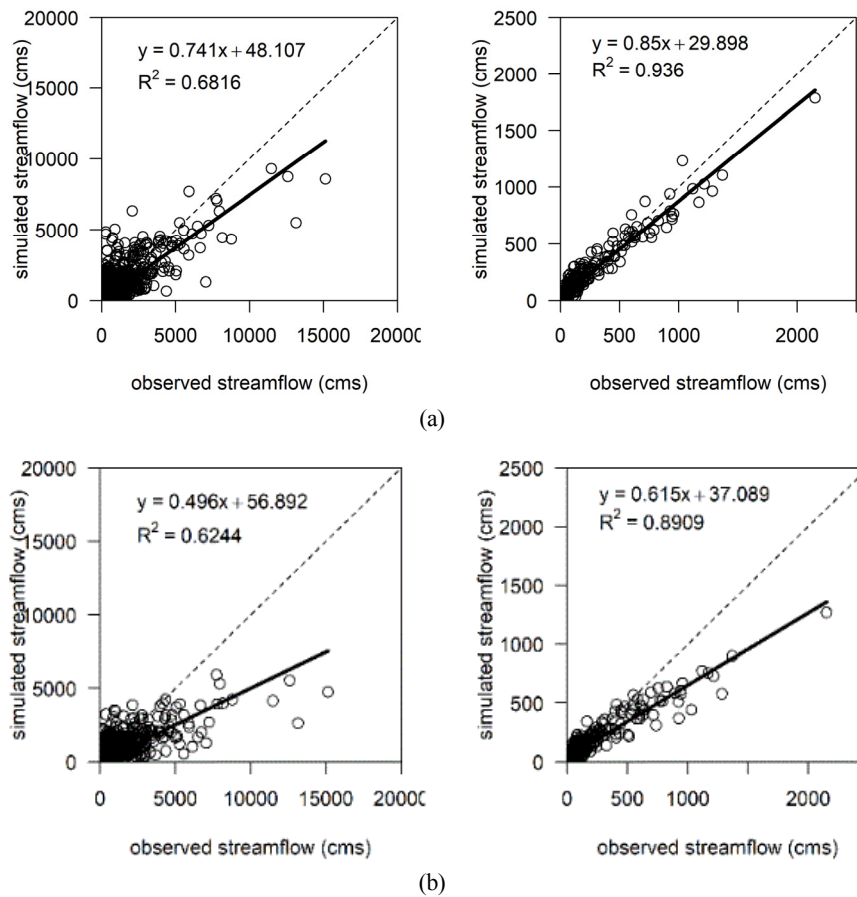 y = 0.741x + 48.107
R² = 0.6816
20000
15000
10000
5000
0
simulated streamflow (cms)
0 5000 10000 15000 2000
observed streamflow (cms)
y = 0.85x + 29.898
R² = 0.936
2500
2000
1500
1000
500
0
simulated streamflow (cms)
0 500 1000 2000
observed streamflow (cms)
(a)
y = 0.496x + 56.892
R² = 0.6244
20000
15000
10000
5000
0
simulated streamflow (cms)
0 5000 10000 15000 2000
observed streamflow (cms)
y = 0.615x + 37.089
R² = 0.8909
2500
2000
1500
1000
500
0
simulated streamflow (cms)
0 500 1000 2000
observed streamflow (cms)
(b)